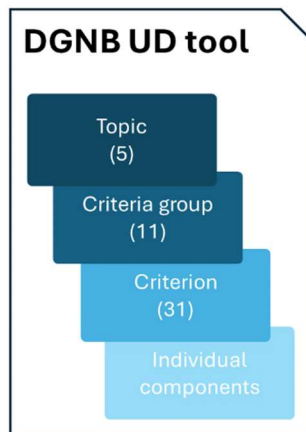 DGNB UD tool
Topic
(5)
Criteria group
(11)
Criterion
(31)
Individual
components